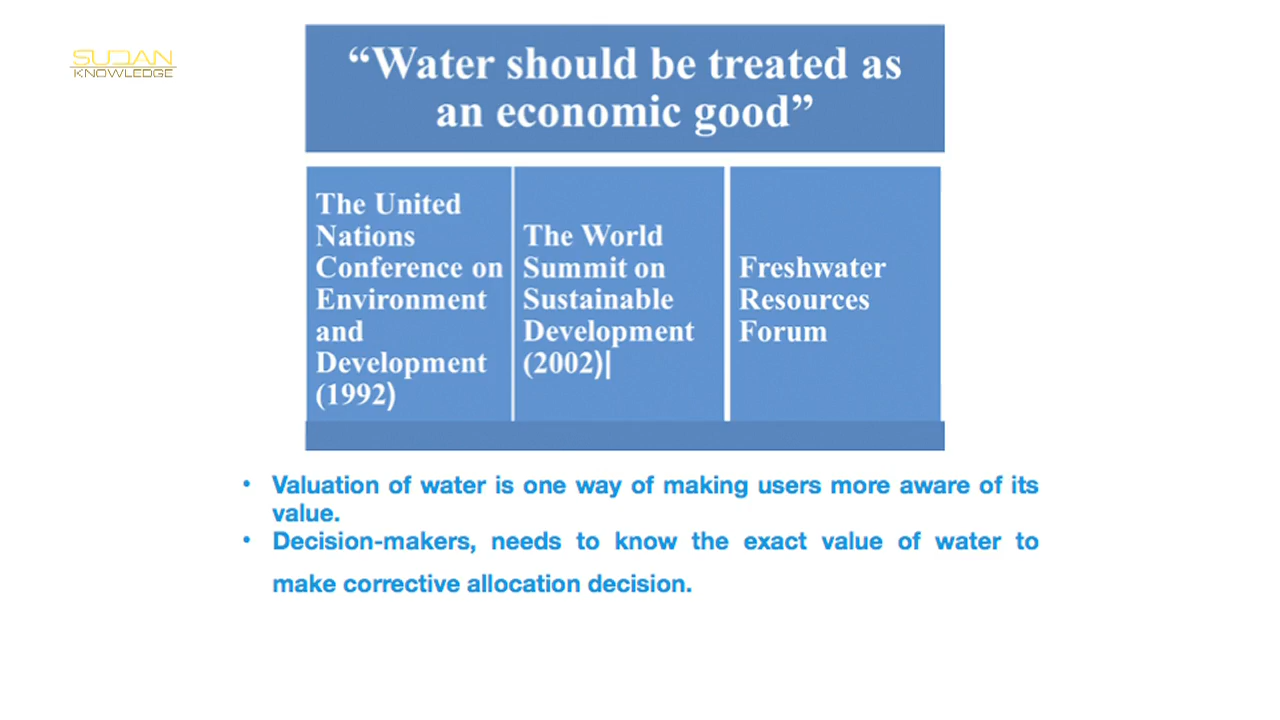 SUDAN
KNOWLEDGE
“Water should be treated as
an economic good”
The United
Nations
Conference on
Environment
and
Development
(1992)
The World
Summit on
Sustainable
Development
(2002)|
Freshwater
Resources
Forum
• Valuation of water is one way of making users more aware of its
value.
• Decision-makers, needs to know the exact value of water to
make corrective allocation decision.